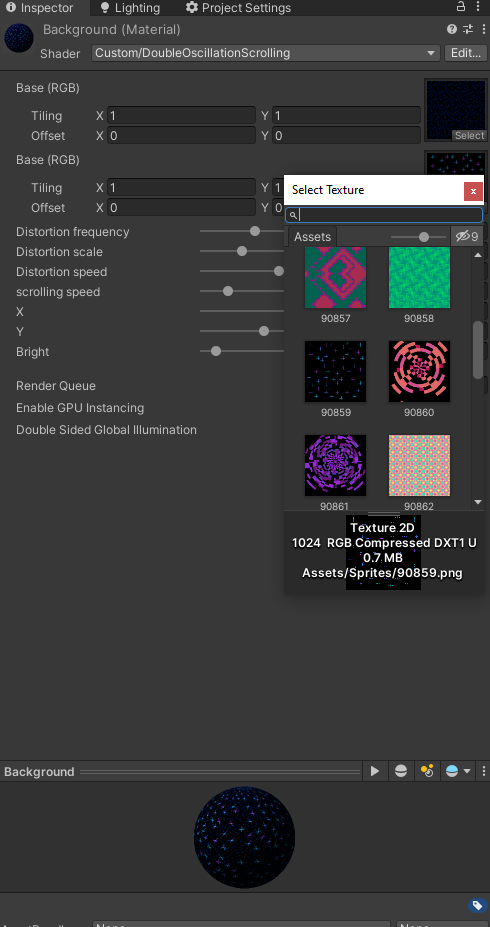 Inspector Lighting Project Settings
Background (Material)
Shader Custom/DoubleOscillationScrolling Edit...
Base (RGB)
Tiling X 1 Y 1
Offset X 0 Y 0
Select
Base (RGB)
Tiling X 1 Y 1
Offset X 0 Y 0
Select Texture
x
Distortion frequency
Assets 9
Distortion scale
Distortion speed
scrolling speed
X
90857 90858
Y
Bright
Render Queue
Enable GPU Instancing
90859 90860
Double Sided Global Illumination
90861 90862
Texture 2D
1024 RGB Compressed DXT1 U
0.7 MB
Assets/Sprites/90859.png
Background